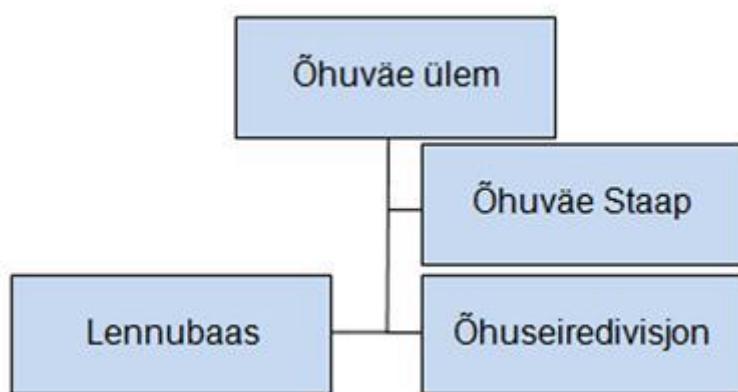 Õhuväe ülem
Õhuväe Staap
Lennubaas
Õhuseiredivisjon